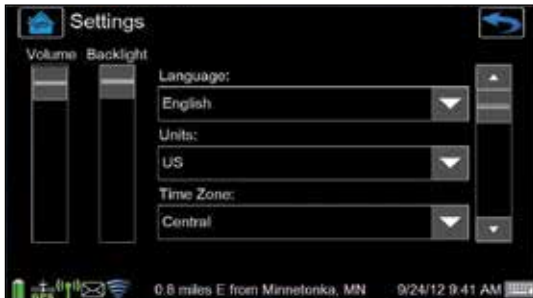 Settings
Volume Backlight
Language:
English
Units:
US
Time Zone:
Central
GPS
0.8 miles E from Minnetonka, MN 9/24/12 9:41 AM